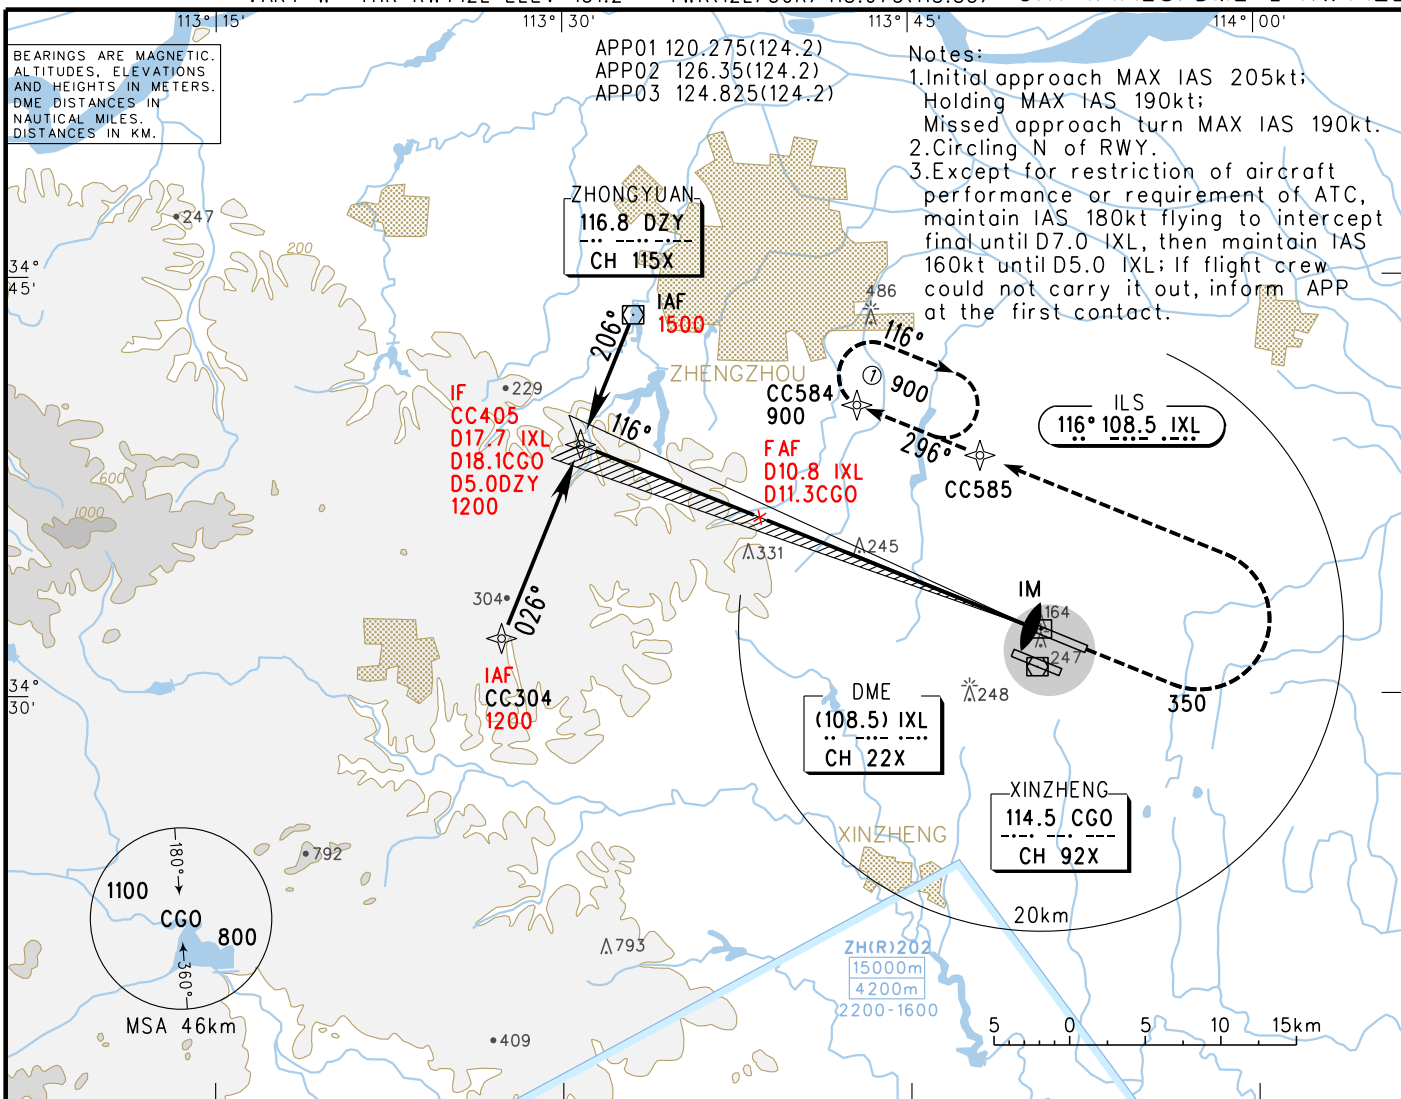 113° 15'
113° 30'
113° 45'
114° 00'
BEARINGS ARE MAGNETIC.
ALTITUDES, ELEVATIONS
AND HEIGHTS IN METERS.
DME DISTANCES IN
NAUTICAL MILES.
DISTANCES IN KM.
APP01 120.275(124.2)
APP02 126.35(124.2)
APP03 124.825(124.2)
Notes:
1.Initial approach MAX IAS 205kt;
Holding MAX IAS 190kt;
Missed approach turn MAX IAS 190kt.
2.Circling N of RWY.
3.Except for restriction of aircraft
performance or requirement of ATC,
maintain IAS 180kt flying to intercept
final until D7.0 IXL, then maintain IAS
160kt until D5.0 IXL; If flight crew
could not carry it out, inform APP
at the first contact.
247
200
ZHONGYUAN
116.8 DZY
CH 115X
34°
45'
IAF
1500
486
206°
116°
ZHENGZHOU
229
IF
CC405
D17.7 IXL
D18.1CGO
D5.0DZY
1200
116°
CC584
900
1
900
296°
CC585
ILS
116° 108.5 IXL
FAF
D10.8 IXL
D11.3CGO
600
1000
331
245
304
026°
IM
164
247
IAF
CC304
1200
34°
30'
248
350
DME
(108.5) IXL
CH 22X
XINZHENG
114.5 CGO
CH 92X
XINZHENG
792
180°
1100
CGO
800
360°
MSA 46km
793
20km
ZH(R)202
15000m
4200m
2200-1600
409
5 0 5 10 15km